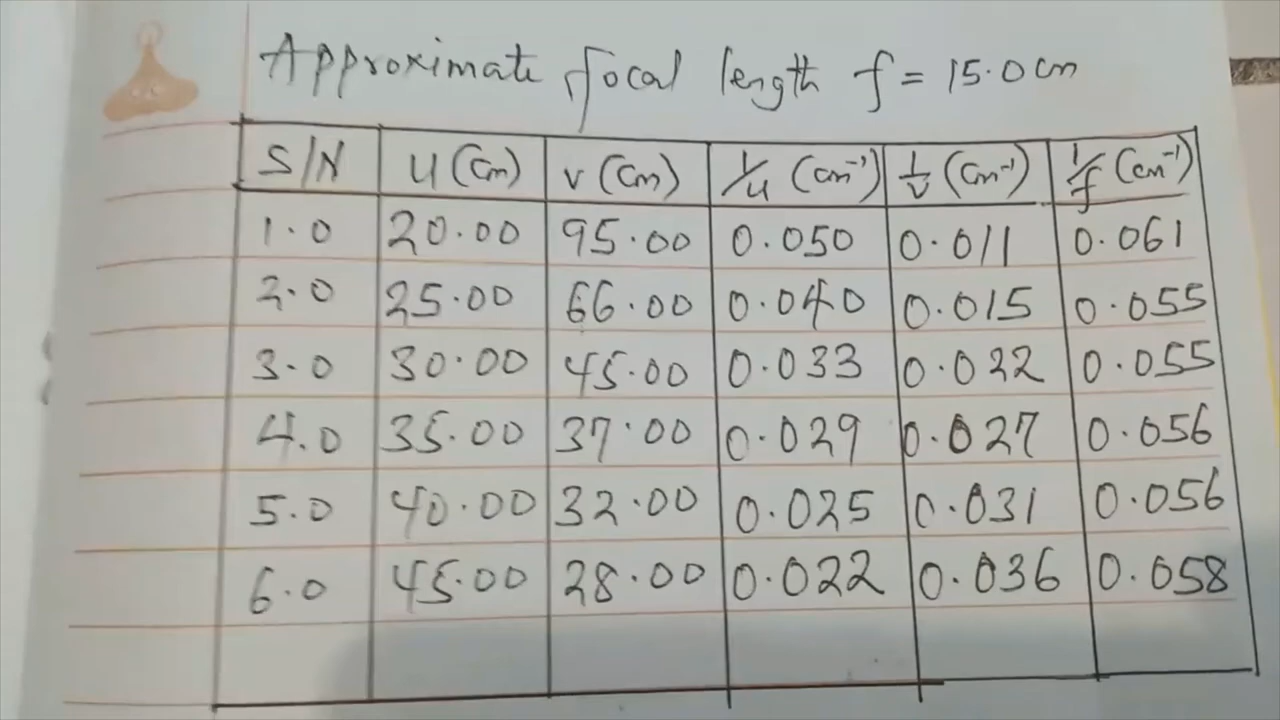 Approximate focal length f = 15.0 cm
S/N u (cm) v (cm) 1/u (cm⁻¹) 1/v (cm⁻¹) 1/f (cm⁻¹)
1.0 20.00 95.00 0.050 0.011 0.061
2.0 25.00 66.00 0.040 0.015 0.055
3.0 30.00 45.00 0.033 0.022 0.055
4.0 35.00 37.00 0.029 0.027 0.056
5.0 40.00 32.00 0.025 0.031 0.056
6.0 45.00 28.00 0.022 0.036 0.058